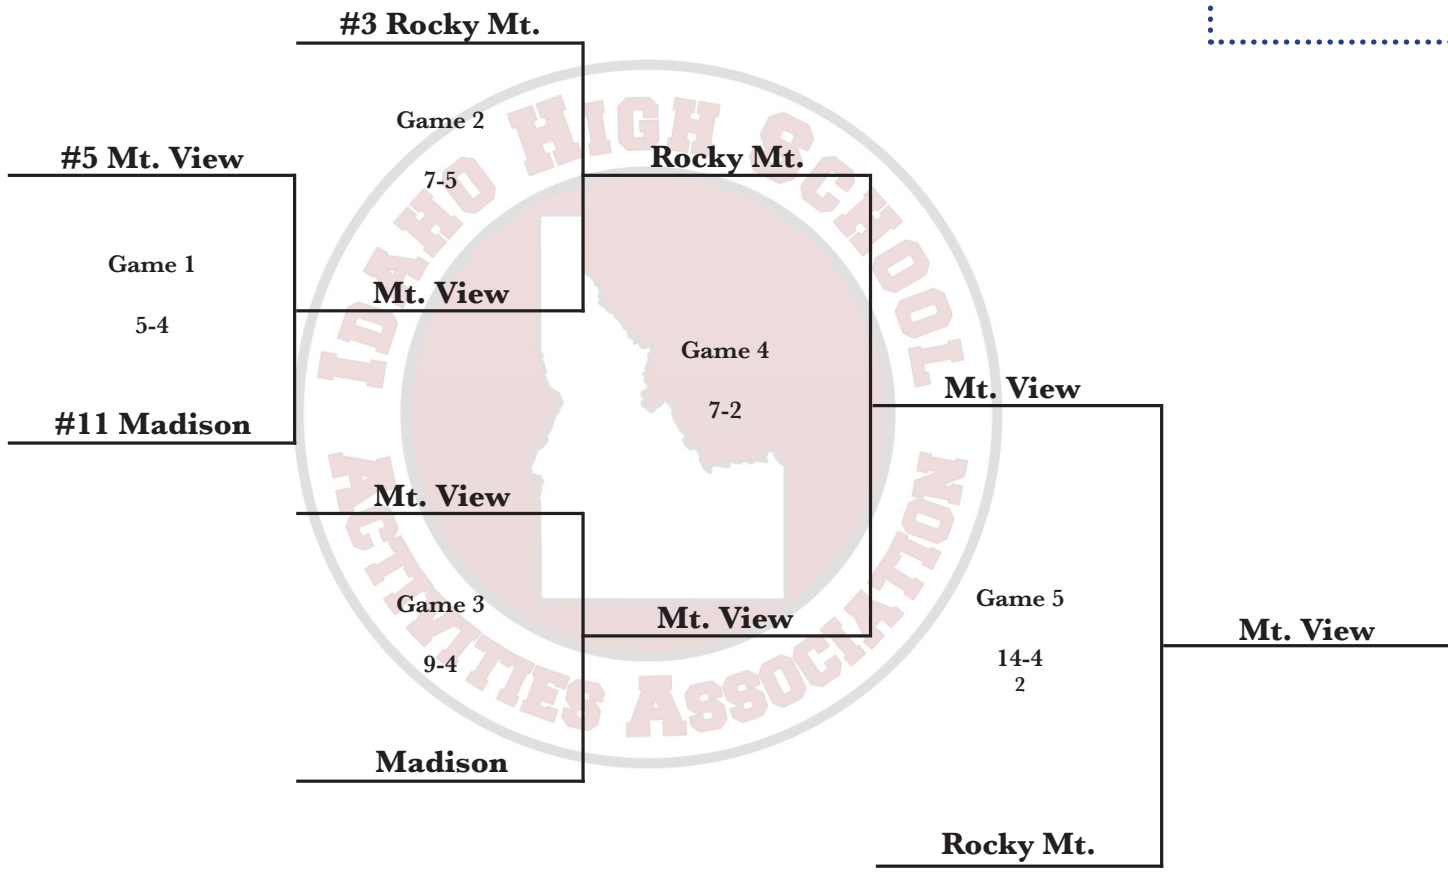 #3 Rocky Mt.
Game 2
7-5
#5 Mt. View
Rocky Mt.
Game 1
5-4
Mt. View
#11 Madison
Game 4
7-2
Mt. View
Mt. View
Game 3
9-4
Mt. View
Madison
Game 5
14-4
2
Mt. View
Rocky Mt.
IDAHO HIGH SCHOOL
ACTIVITIES ASSOCIATION